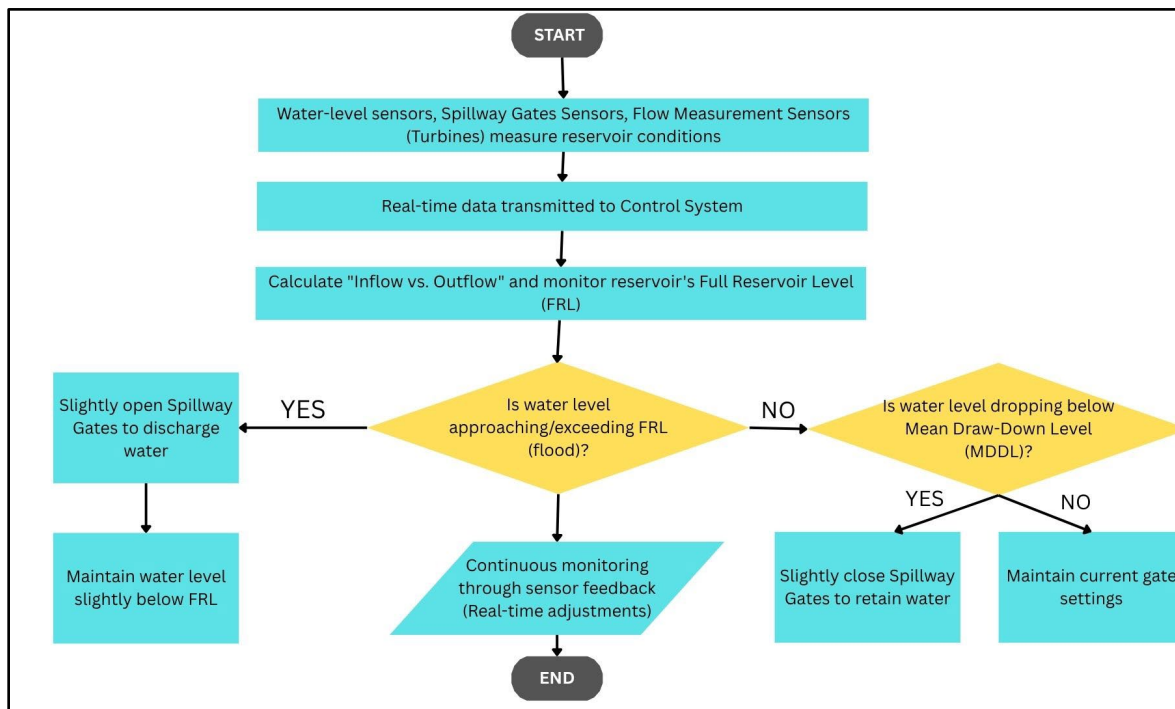 START
Water-level sensors, Spillway Gates Sensors, Flow Measurement Sensors
(Turbines) measure reservoir conditions
Real-time data transmitted to Control System
Calculate "Inflow vs. Outflow" and monitor reservoir's Full Reservoir Level
(FRL)
Is water level
approaching/exceeding FRL
(flood)?
YES
Slightly open Spillway
Gates to discharge
water
Maintain water level
slightly below FRL
NO
Is water level dropping below
Mean Draw-Down Level
(MDDL)?
YES
Slightly close Spillway
Gates to retain water
NO
Maintain current gate
settings
Continuous monitoring
through sensor feedback
(Real-time adjustments)
END